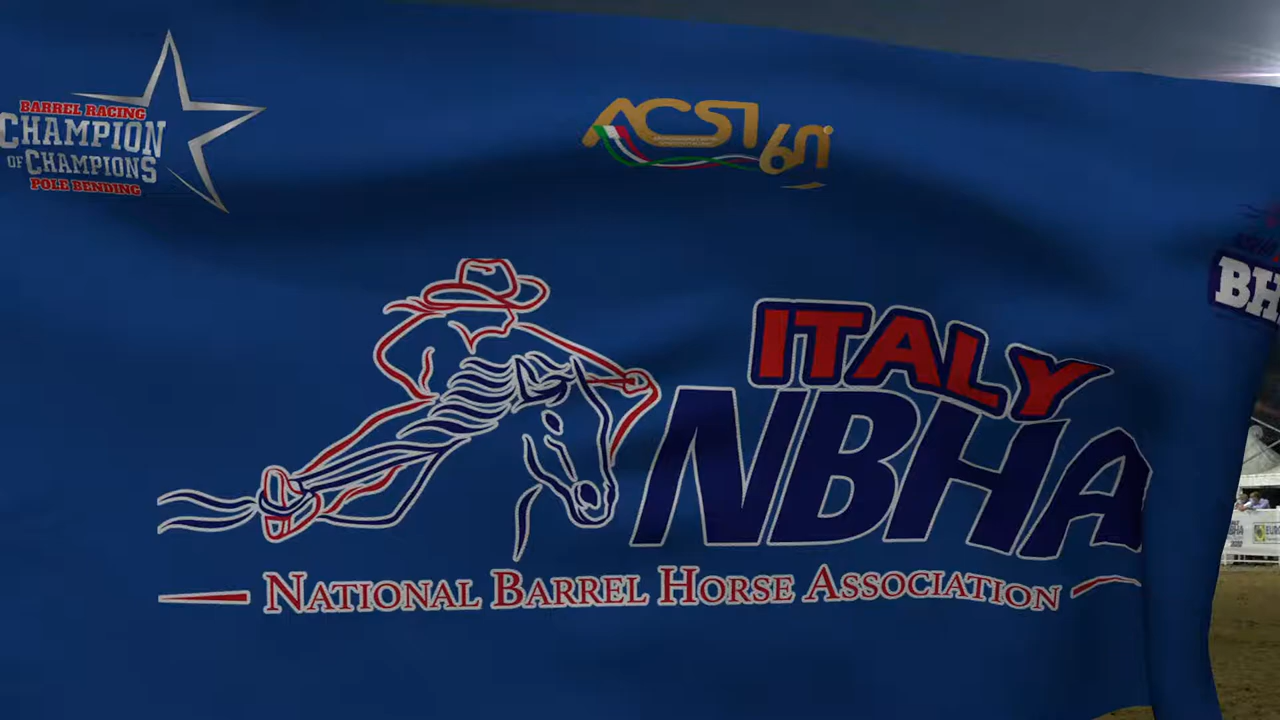 BARREL RACING
CHAMPION
OF CHAMPIONS
POLE BENDING
ACSI 60
BH
ITALY
NBHA
NATIONAL BARREL HORSE ASSOCIATION